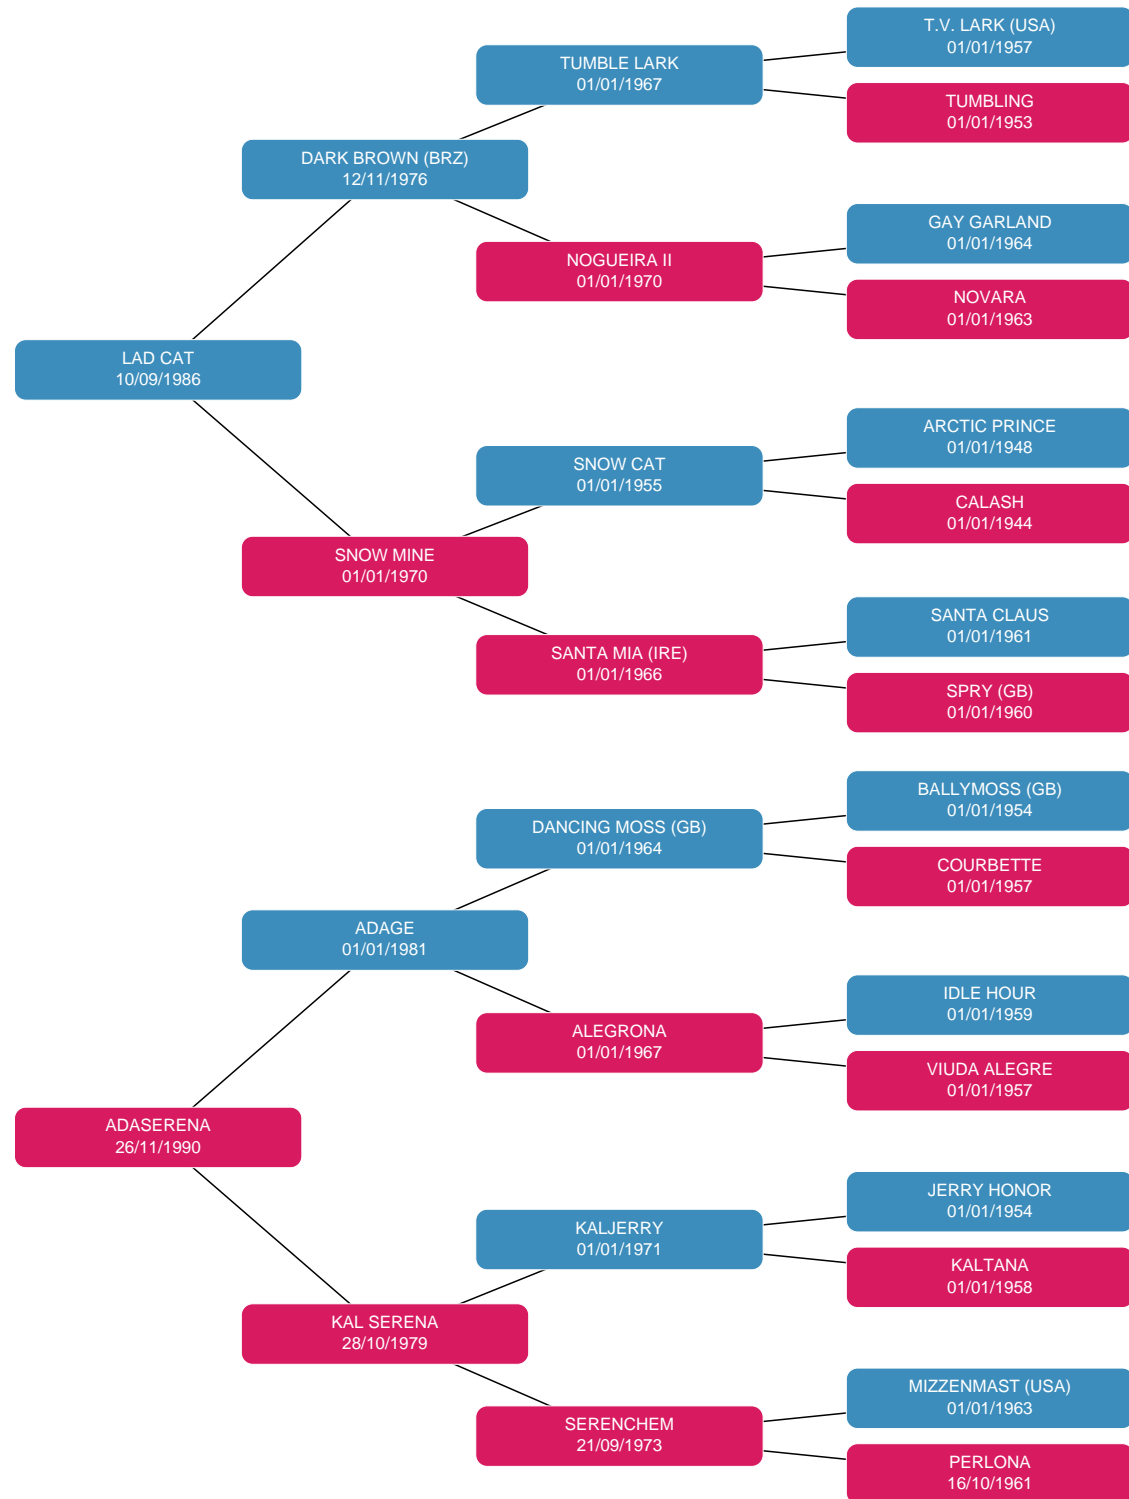 T.V. LARK (USA)
01/01/1957
TUMBLE LARK
01/01/1967
TUMBLING
01/01/1953
DARK BROWN (BRZ)
12/11/1976
GAY GARLAND
01/01/1964
NOGUEIRA II
01/01/1970
NOVARA
01/01/1963
LAD CAT
10/09/1986
ARCTIC PRINCE
01/01/1948
SNOW CAT
01/01/1955
CALASH
01/01/1944
SNOW MINE
01/01/1970
SANTA CLAUS
01/01/1961
SANTA MIA (IRE)
01/01/1966
SPRY (GB)
01/01/1960
BALLYMOSS (GB)
01/01/1954
DANCING MOSS (GB)
01/01/1964
COURBETTE
01/01/1957
ADAGE
01/01/1981
IDLE HOUR
01/01/1959
ALEGRONA
01/01/1967
VIUDA ALEGRE
01/01/1957
ADASERENA
26/11/1990
JERRY HONOR
01/01/1954
KALJERRY
01/01/1971
KALTANA
01/01/1958
KAL SERENA
28/10/1979
MIZZENMAST (USA)
01/01/1963
SERENCHEM
21/09/1973
PERLONA
16/10/1961